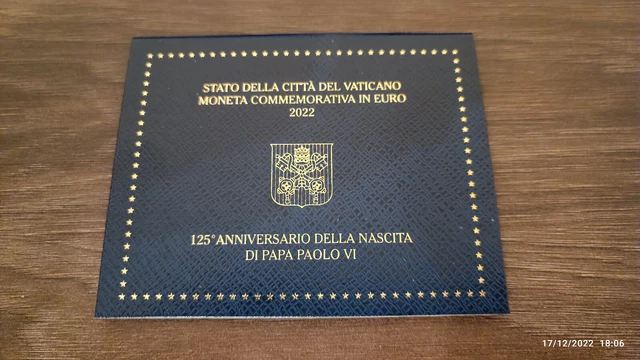 STATO DELLA CITTÀ DEL VATICANO
MONETA COMMEMORATIVA IN EURO
2022
125° ANNIVERSARIO DELLA NASCITA
DI PAPA PAOLO VI
17/12/2022 18:06